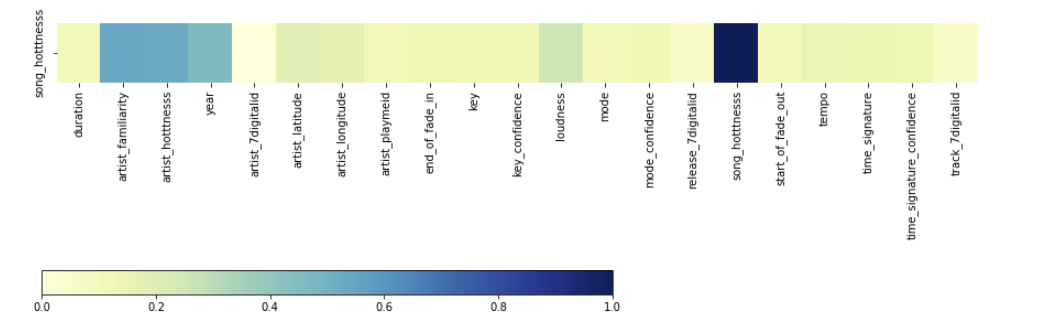 song_hotttnesss
duration
artist_familiarity
artist_hotttnesss
year
artist_7digitalid
artist_latitude
artist_longitude
artist_playmeid
end_of_fade_in
key
key_confidence
loudness
mode
mode_confidence
release_7digitalid
song_hotttnesss
start_of_fade_out
tempo
time_signature
time_signature_confidence
track_7digitalid
0.0 0.2 0.4 0.6 0.8 1.0